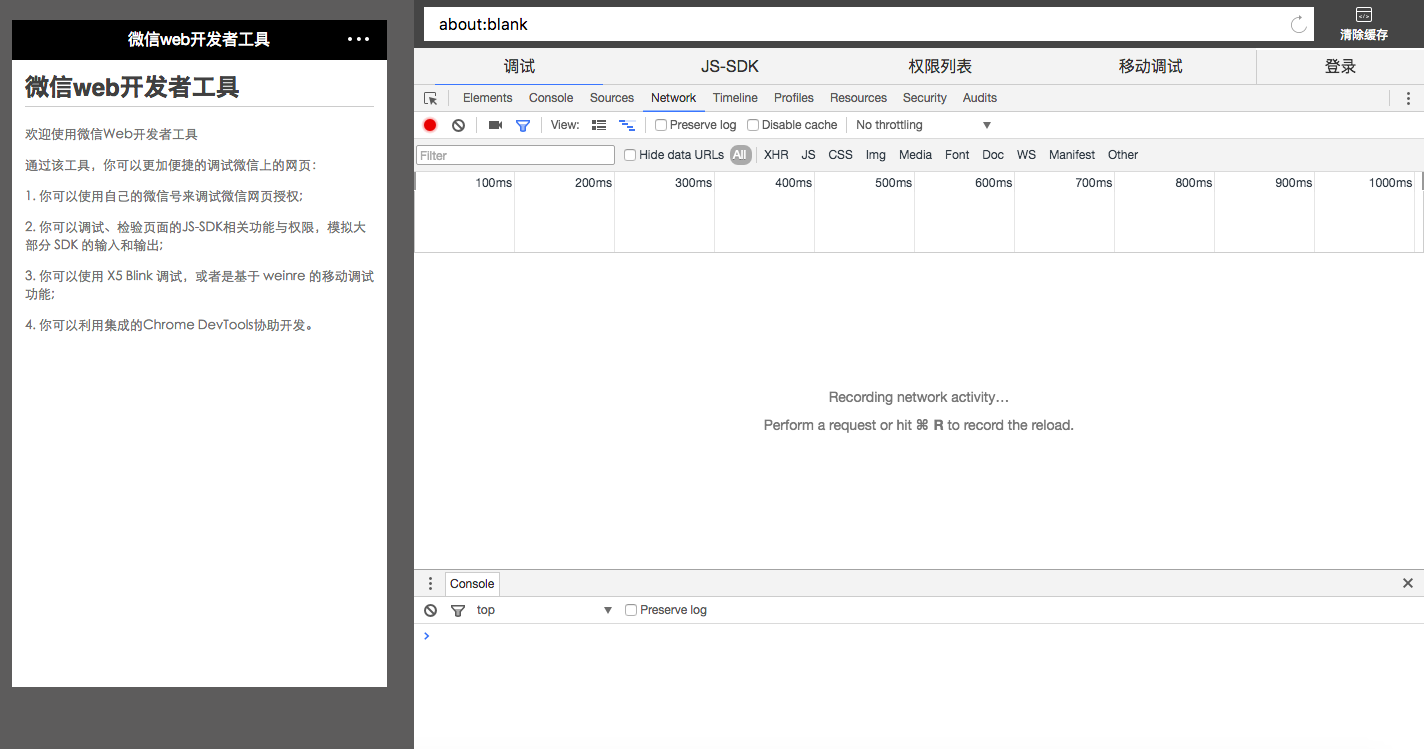 微信web开发者工具
微信web开发者工具
欢迎使用微信Web开发者工具
通过该工具，你可以更加便捷的调试微信上的网页：
1. 你可以使用自己的微信号来调试微信网页授权;
2. 你可以调试、检验页面的JS-SDK相关功能与权限，模拟大
部分 SDK 的输入和输出;
3. 你可以使用 X5 Blink 调试，或者是基于 weinre 的移动调试
功能;
4. 你可以利用集成的Chrome DevTools协助开发。
about:blank
清除缓存
调试 JS-SDK 权限列表 移动调试 登录
Elements Console Sources Network Timeline Profiles Resources Security Audits
View: Preserve log Disable cache No throttling
Filter Hide data URLs All XHR JS CSS Img Media Font Doc WS Manifest Other
100ms 200ms 300ms 400ms 500ms 600ms 700ms 800ms 900ms 1000ms
Recording network activity…
Perform a request or hit ⌘ R to record the reload.
Console
top Preserve log